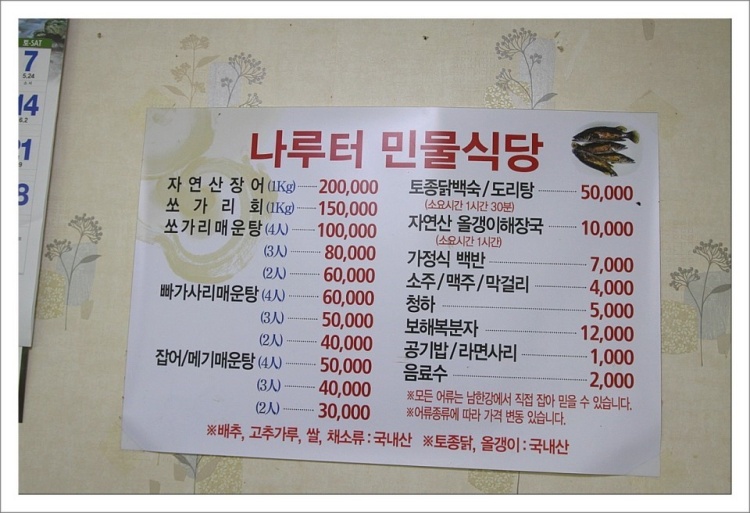 토·SAT
7
5.24
14
6.2
21
나루터 민물식당
자연산장어(1Kg) 200,000
쏘가리회(1Kg) 150,000
쏘가리매운탕(4人) 100,000
(3人) 80,000
(2人) 60,000
빠가사리매운탕(4人) 60,000
(3人) 50,000
(2人) 40,000
잡어/메기매운탕(4人) 50,000
(3人) 40,000
(2人) 30,000
토종닭백숙/도리탕 50,000
(소요시간 1시간 30분)
자연산 올갱이해장국 10,000
(소요시간 1시간)
가정식 백반 7,000
소주/맥주/막걸리 4,000
청하 5,000
보해복분자 12,000
공기밥/라면사리 1,000
음료수 2,000
※모든 어류는 남한강에서 직접 잡아 믿을 수 있습니다.
※어류종류에 따라 가격 변동 있습니다.
※배추, 고추가루, 쌀, 채소류:국내산 ※토종닭, 올갱이:국내산